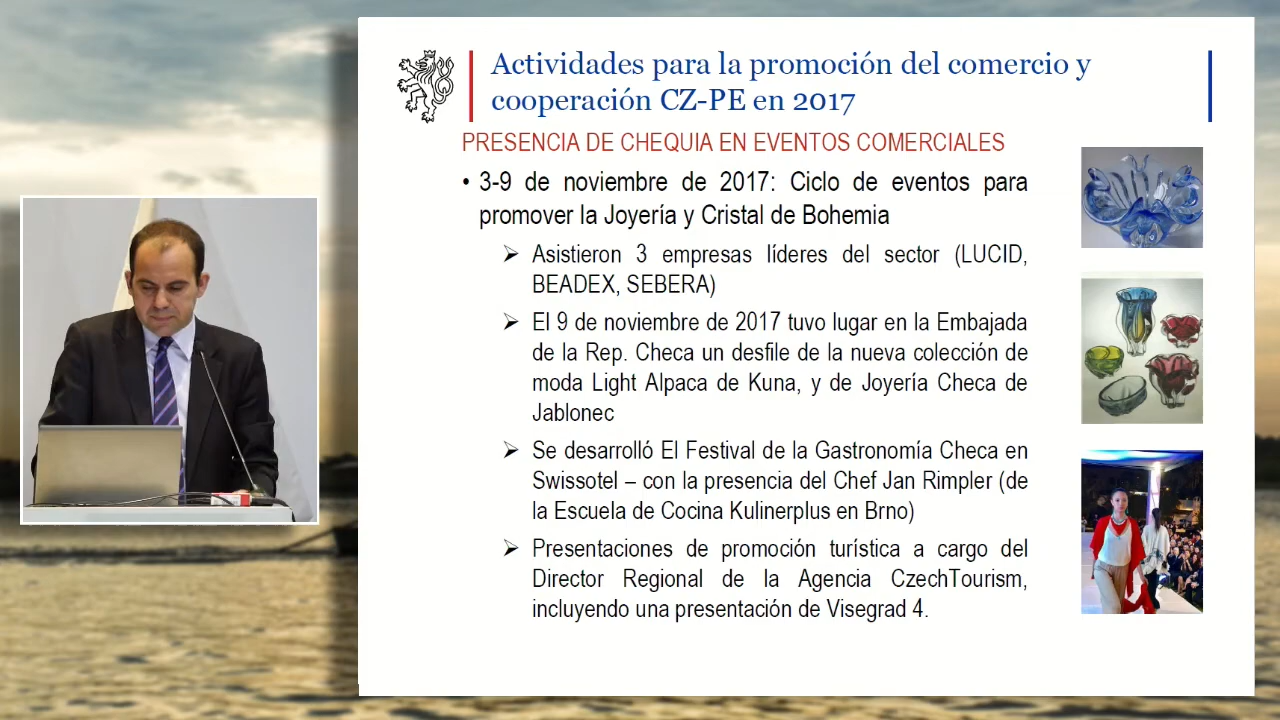 Actividades para la promoción del comercio y
cooperación CZ-PE en 2017
PRESENCIA DE CHEQUIA EN EVENTOS COMERCIALES
• 3-9 de noviembre de 2017: Ciclo de eventos para
promover la Joyería y Cristal de Bohemia
➢ Asistieron 3 empresas líderes del sector (LUCID,
BEADEX, SEBERA)
➢ El 9 de noviembre de 2017 tuvo lugar en la Embajada
de la Rep. Checa un desfile de la nueva colección de
moda Light Alpaca de Kuna, y de Joyería Checa de
Jablonec
➢ Se desarrolló El Festival de la Gastronomía Checa en
Swissotel – con la presencia del Chef Jan Rimpler (de
la Escuela de Cocina Kulinerplus en Brno)
➢ Presentaciones de promoción turística a cargo del
Director Regional de la Agencia CzechTourism,
incluyendo una presentación de Visegrad 4.